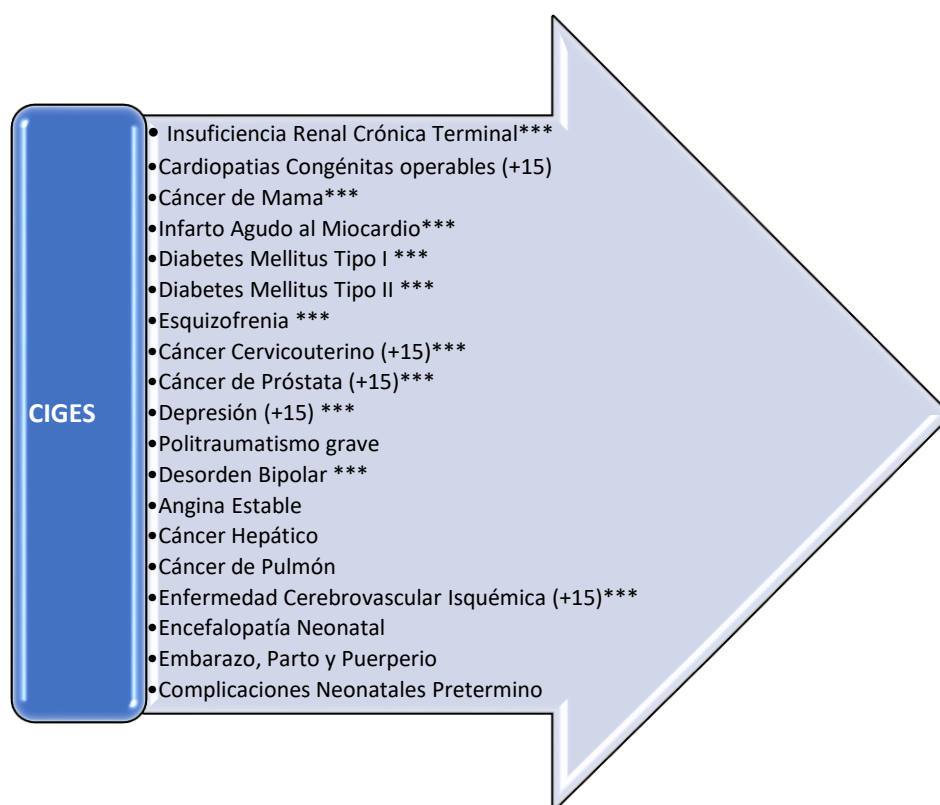 CIGES
• Insuficiencia Renal Crónica Terminal***
•Cardiopatias Congénitas operables (+15)
•Cáncer de Mama***
•Infarto Agudo al Miocardio***
•Diabetes Mellitus Tipo I ***
•Diabetes Mellitus Tipo II ***
•Esquizofrenia ***
•Cáncer Cervicouterino (+15)***
•Cáncer de Próstata (+15)***
•Depresión (+15) ***
•Politraumatismo grave
•Desorden Bipolar ***
•Angina Estable
•Cáncer Hepático
•Cáncer de Pulmón
•Enfermedad Cerebrovascular Isquémica (+15)***
•Encefalopatía Neonatal
•Embarazo, Parto y Puerperio
•Complicaciones Neonatales Pretermino